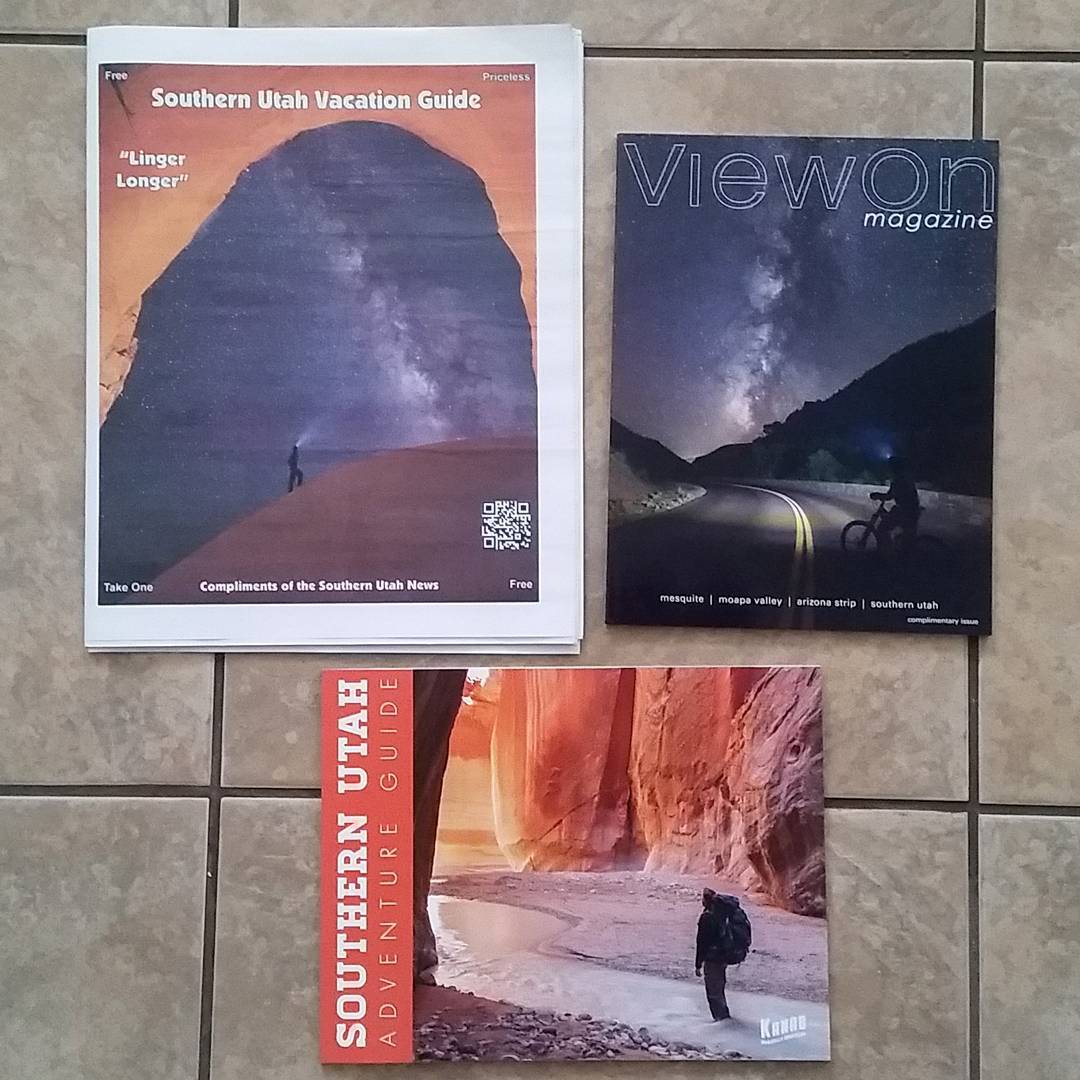 Free
Priceless
Southern Utah Vacation Guide
“Linger
Longer”
Take One
Compliments of the Southern Utah News
Free
ViewOn
magazine
mesquite | moapa valley | arizona strip | southern utah
complimentary issue
SOUTHERN UTAH
ADVENTURE GUIDE
KANAB